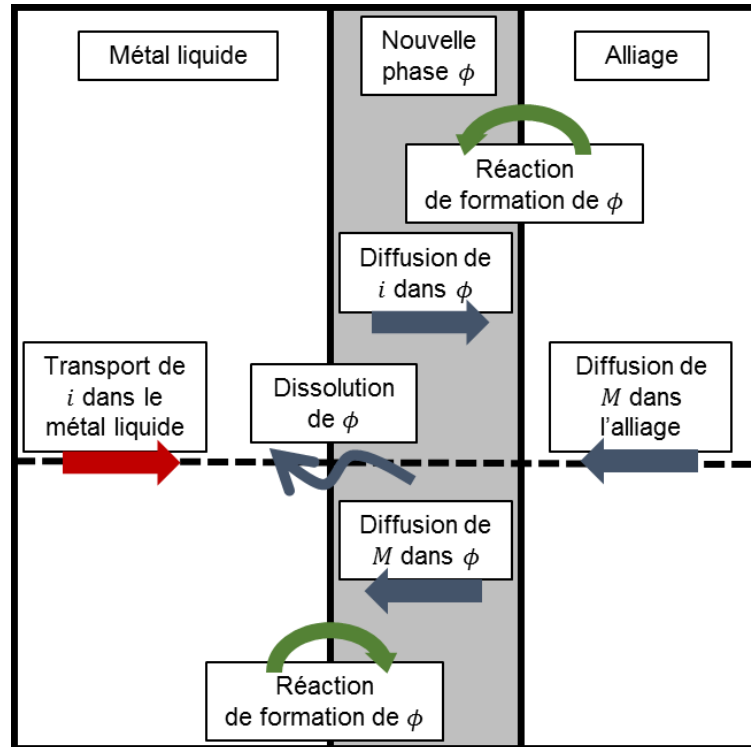 Métal liquide
Nouvelle
phase ϕ
Alliage
Réaction
de formation de ϕ
Diffusion de
i dans ϕ
Transport de
i dans le
métal liquide
Dissolution
de ϕ
Diffusion de
M dans
l'alliage
Diffusion de
M dans ϕ
Réaction
de formation de ϕ